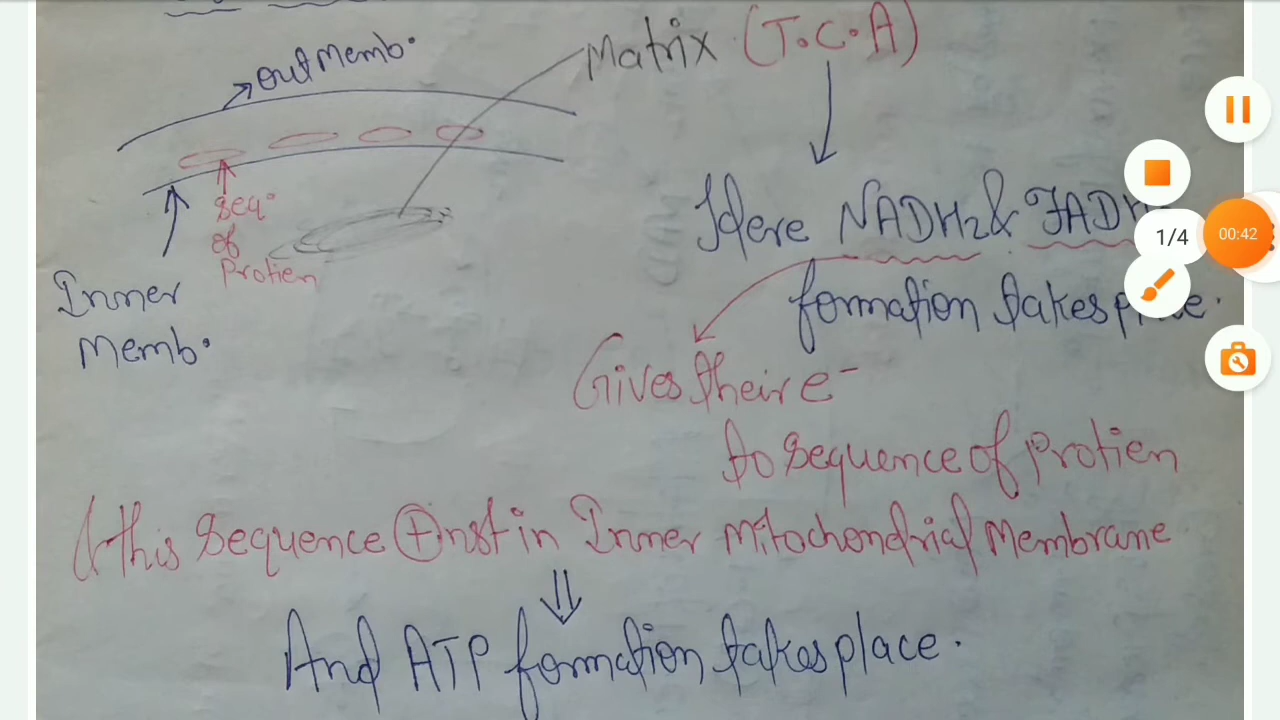 Out Memb.
Matrix (T.C.A)
Seq.
of
Protien
Inner
Memb.
Here NADH2 & FADH
formation takes place.
Gives their e-
to sequence of Protien
(this sequence ⊕nst in Inner Mitochondrial Membrane
And ATP formation takes place.
1/4
00:42